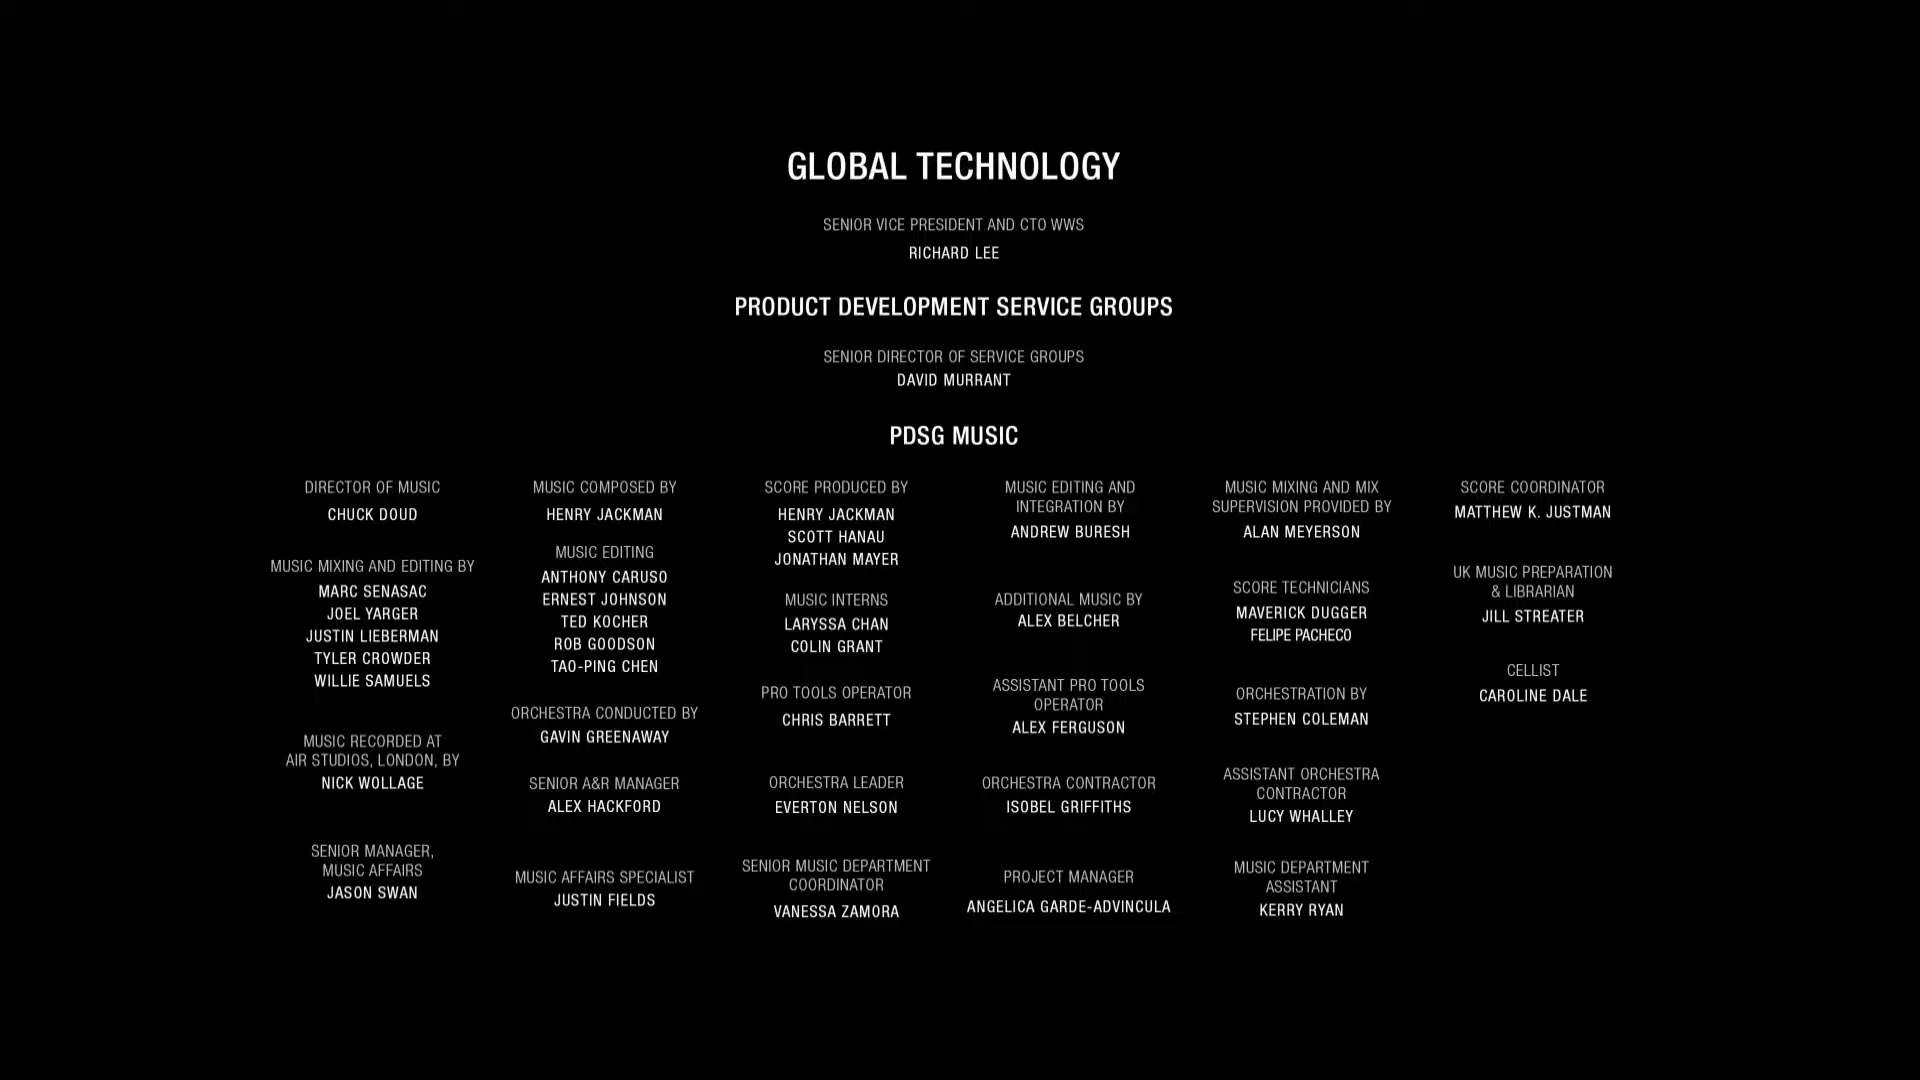 GLOBAL TECHNOLOGY
SENIOR VICE PRESIDENT AND CTO WWS
RICHARD LEE
PRODUCT DEVELOPMENT SERVICE GROUPS
SENIOR DIRECTOR OF SERVICE GROUPS
DAVID MURRANT
PDSG MUSIC
DIRECTOR OF MUSIC
CHUCK DOUD
MUSIC MIXING AND EDITING BY
MARC SENASAC
JOEL YARGER
JUSTIN LIEBERMAN
TYLER CROWDER
WILLIE SAMUELS
MUSIC RECORDED AT
AIR STUDIOS, LONDON, BY
NICK WOLLAGE
SENIOR MANAGER,
MUSIC AFFAIRS
JASON SWAN
MUSIC COMPOSED BY
HENRY JACKMAN
MUSIC EDITING
ANTHONY CARUSO
ERNEST JOHNSON
TED KOCHER
ROB GOODSON
TAO-PING CHEN
ORCHESTRA CONDUCTED BY
GAVIN GREENAWAY
SENIOR A&R MANAGER
ALEX HACKFORD
MUSIC AFFAIRS SPECIALIST
JUSTIN FIELDS
SCORE PRODUCED BY
HENRY JACKMAN
SCOTT HANAU
JONATHAN MAYER
MUSIC INTERNS
LARYSSA CHAN
COLIN GRANT
PRO TOOLS OPERATOR
CHRIS BARRETT
ORCHESTRA LEADER
EVERTON NELSON
SENIOR MUSIC DEPARTMENT
COORDINATOR
VANESSA ZAMORA
MUSIC EDITING AND
INTEGRATION BY
ANDREW BURESH
ADDITIONAL MUSIC BY
ALEX BELCHER
ASSISTANT PRO TOOLS
OPERATOR
ALEX FERGUSON
ORCHESTRA CONTRACTOR
ISOBEL GRIFFITHS
PROJECT MANAGER
ANGELICA GARDE-ADVINCULA
MUSIC MIXING AND MIX
SUPERVISION PROVIDED BY
ALAN MEYERSON
SCORE TECHNICIANS
MAVERICK DUGGER
FELIPE PACHECO
ORCHESTRATION BY
STEPHEN COLEMAN
ASSISTANT ORCHESTRA
CONTRACTOR
LUCY WHALLEY
MUSIC DEPARTMENT
ASSISTANT
KERRY RYAN
SCORE COORDINATOR
MATTHEW K. JUSTMAN
UK MUSIC PREPARATION
& LIBRARIAN
JILL STREATER
CELLIST
CAROLINE DALE